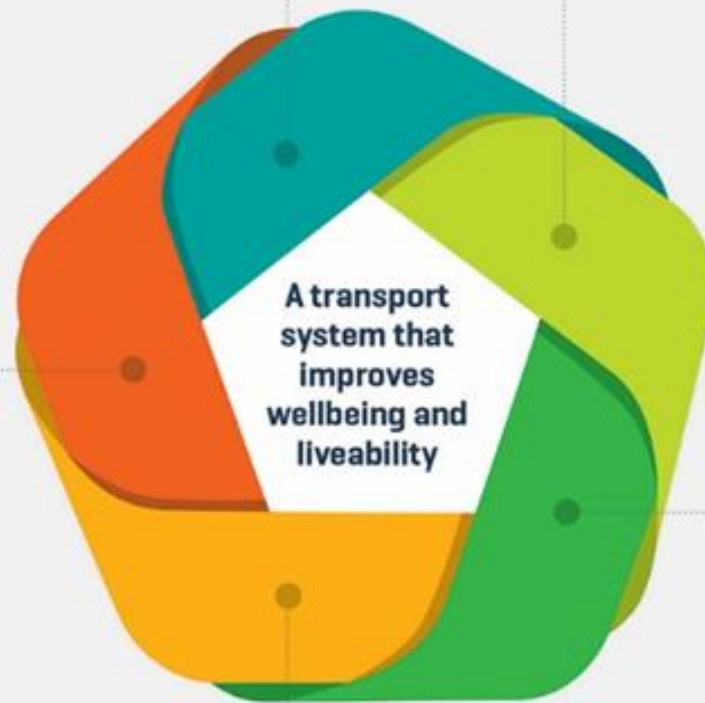 A transport
system that
improves
wellbeing and
liveability